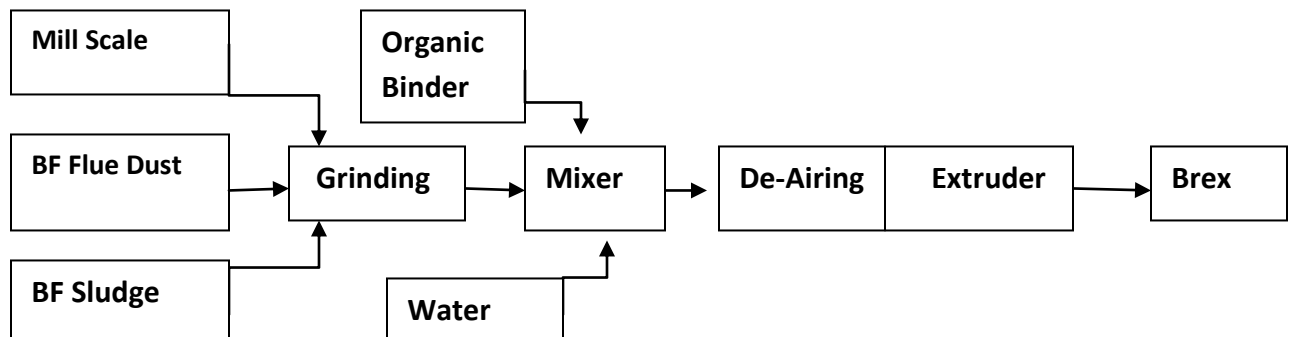 Mill Scale
Organic
Binder
BF Flue Dust
Grinding
Mixer
De-Airing
Extruder
Brex
BF Sludge
Water